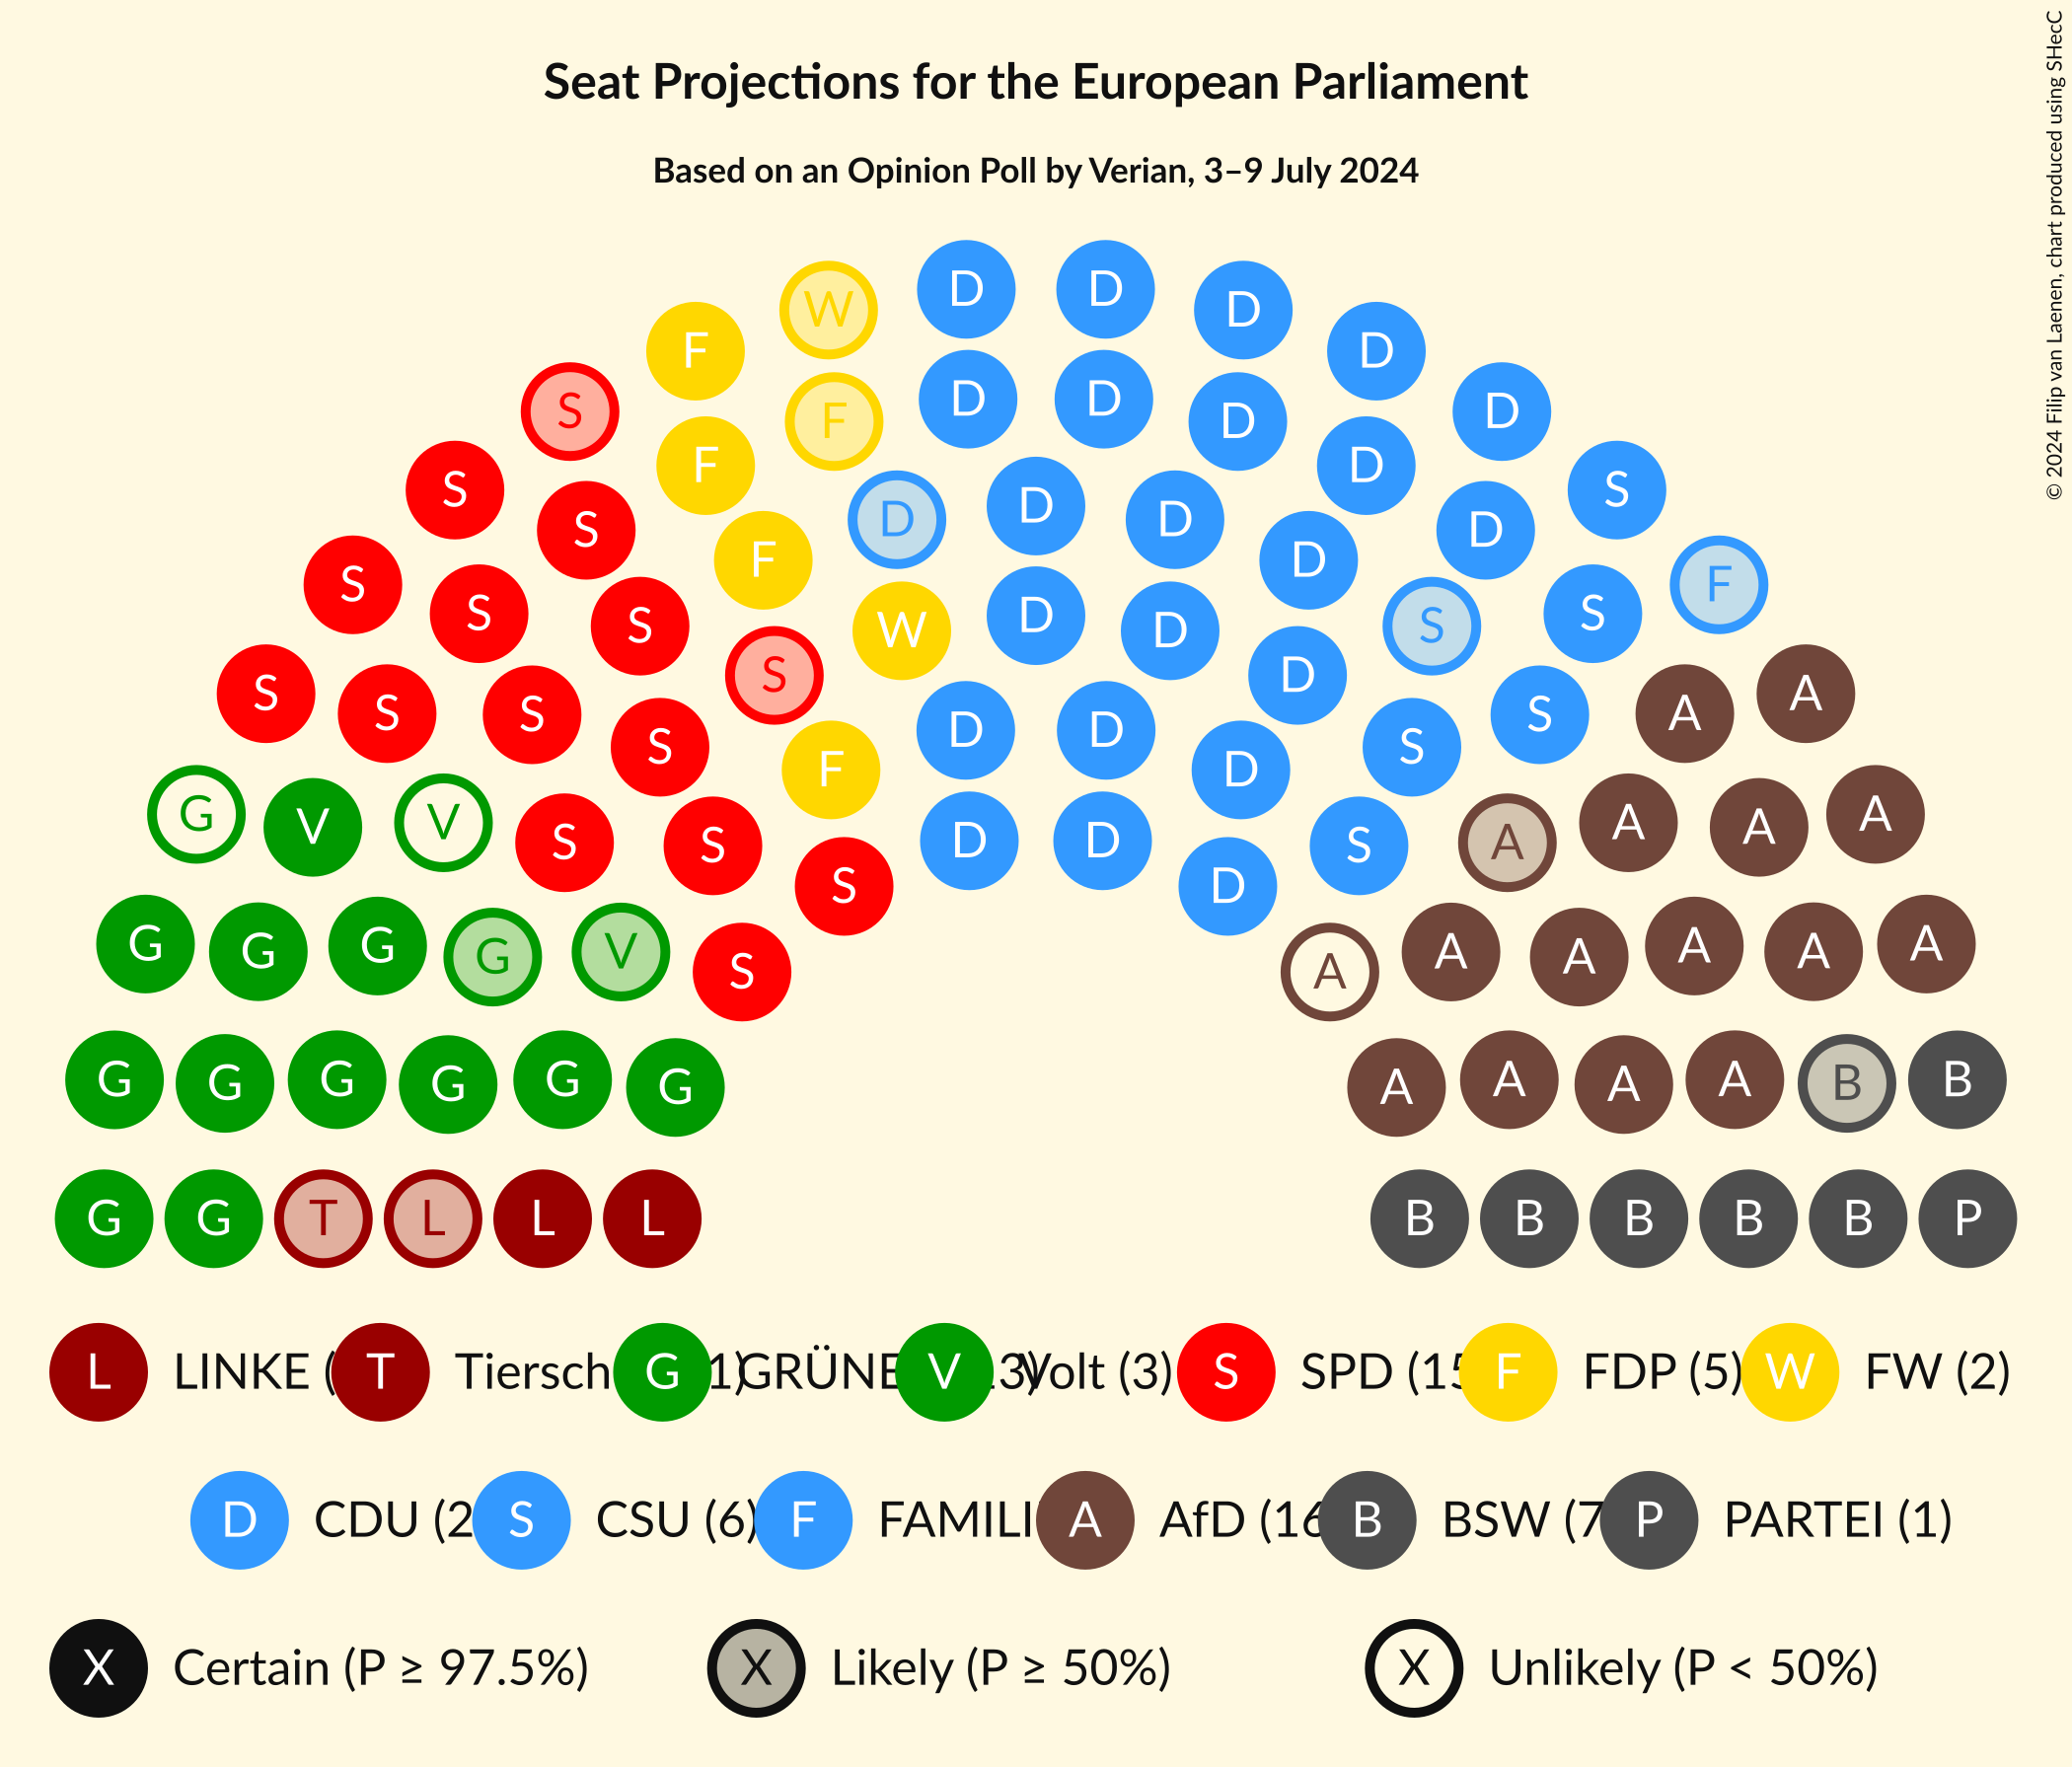 Seat Projections for the European Parliament
Based on an Opinion Poll by Verian, 3–9 July 2024
© 2024 Filip van Laenen, chart produced using SHecC
D D
W D
F D
S D
F D D D
S F D D
S S D D D S
S F D D D F
S S S W D D D S S
S S S S S D S S A A
S S F D D D S A
G V V S S D D S A A A A
S D
G G G G V S A A A A A A
G G G G G G A A A A B B
G G T L L L B B B B B P
L LINKE ( T Tiersch G 1) GRÜNE V 3) Volt (3) S SPD (15 F FDP (5) W FW (2)
D CDU (2 S CSU (6) F FAMILI A AfD (16 B BSW (7 P PARTEI (1)
X Certain (P ≥ 97.5%) X Likely (P ≥ 50%) X Unlikely (P < 50%)